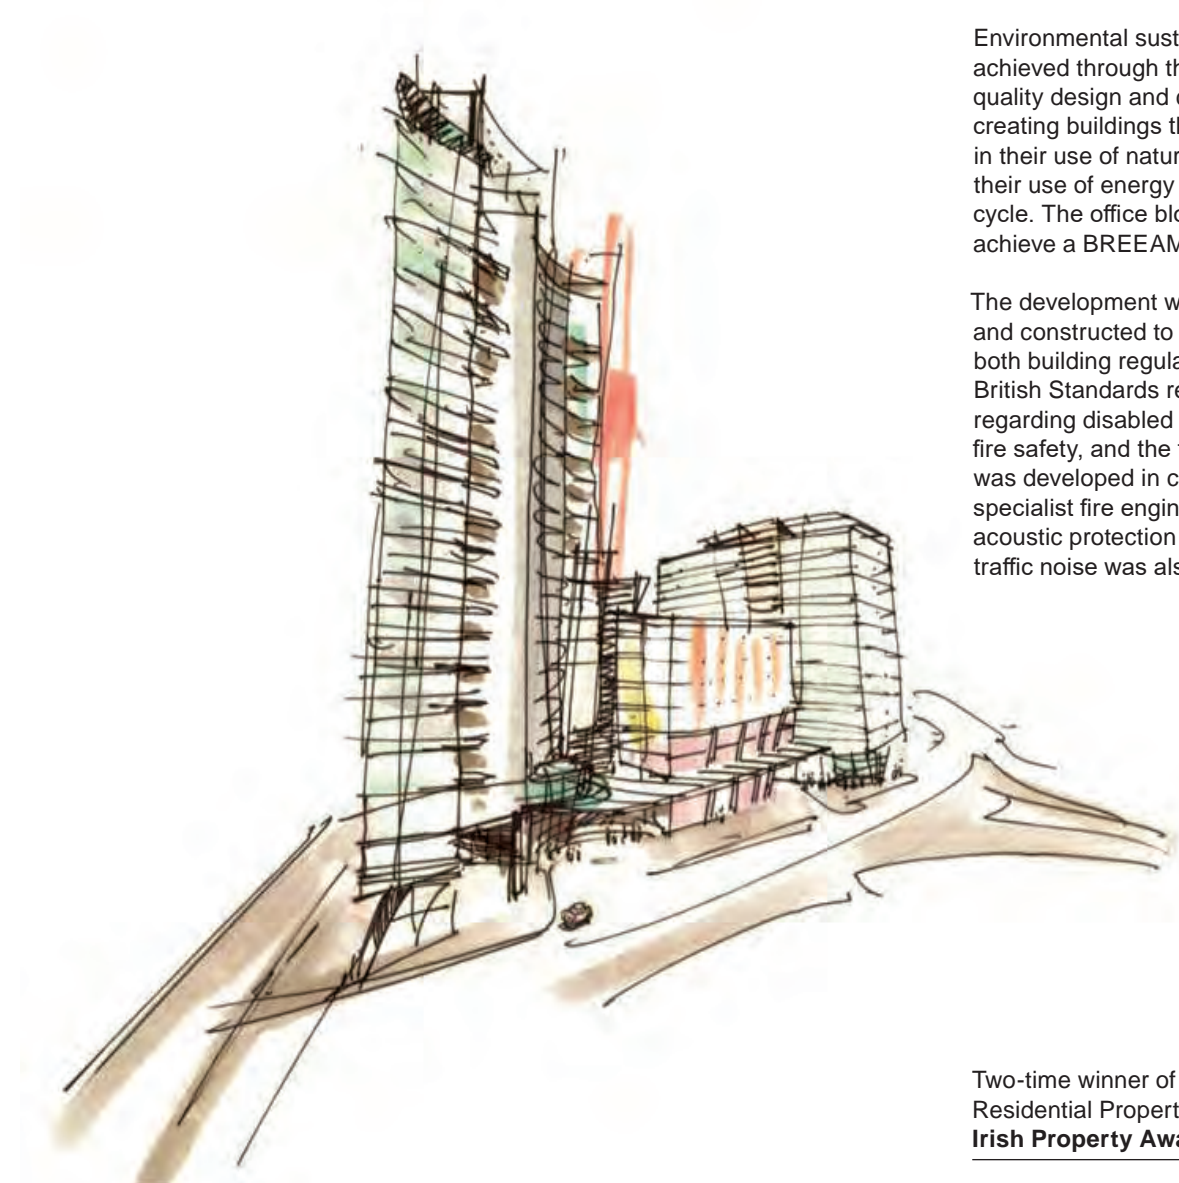 Environmental sust
achieved through th
quality design and
creating buildings th
in their use of natur
their use of energy
cycle. The office blo
achieve a BREEAM
The development w
and constructed to
both building regula
British Standards re
regarding disabled
fire safety, and the
was developed in c
specialist fire engin
acoustic protection
traffic noise was als
Two-time winner of
Residential Propert
Irish Property Awa